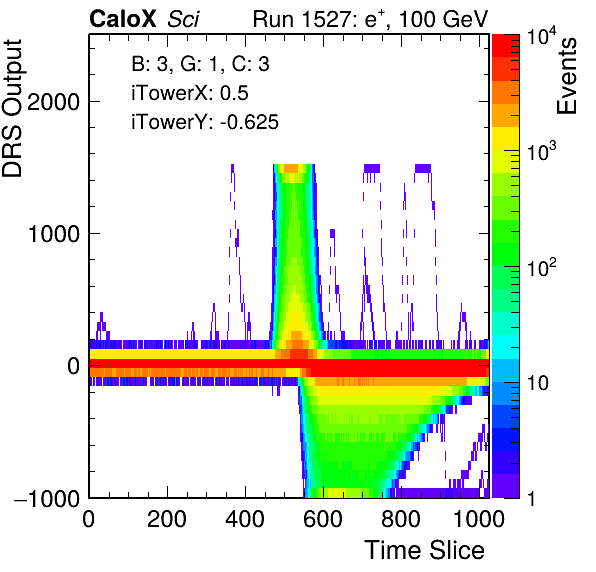 CaloX Sci
Run 1527: e⁺, 100 GeV
B: 3, G: 1, C: 3
iTowerX: 0.5
iTowerY: -0.625
DRS Output
2000
1000
0
−1000
0 200 400 600 800 1000
Time Slice
Events
10⁴
10³
10²
10
1